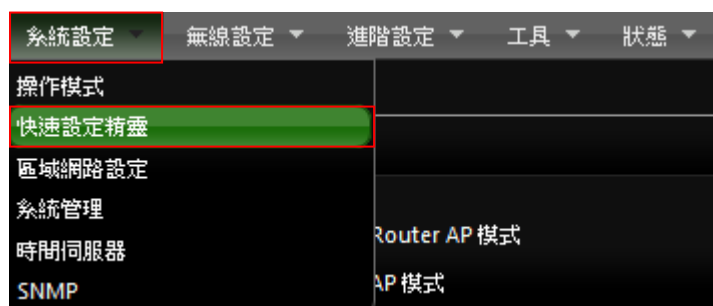 系統設定 無線設定 進階設定 工具 狀態
操作模式
快速設定精靈
區域網路設定
系統管理
時間伺服器
Router AP 模式
SNMP
AP 模式